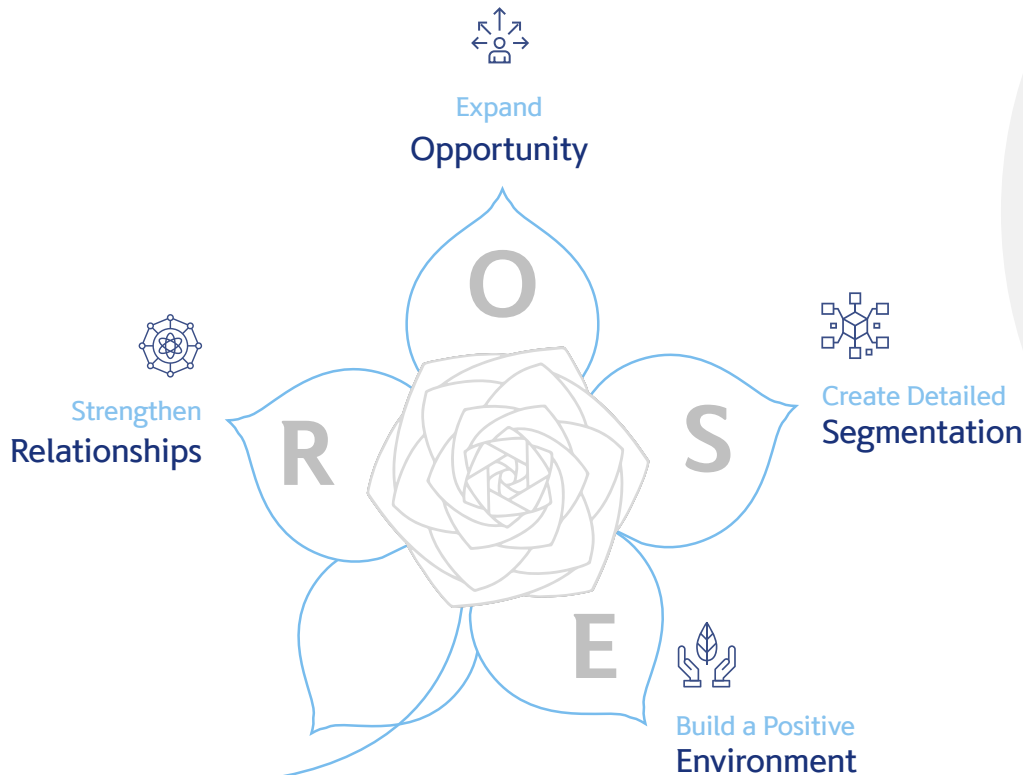 Expand
Opportunity
O
Strengthen
Relationships
R
S
Create Detailed
Segmentation
E
Build a Positive
Environment